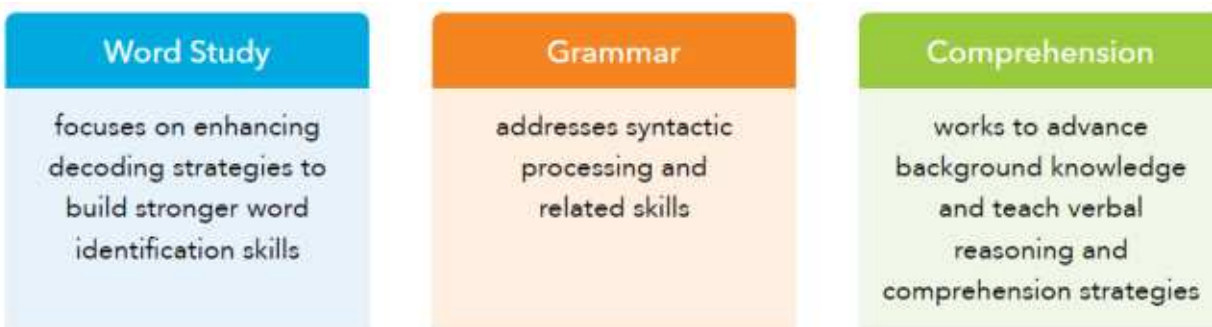 Word Study
focuses on enhancing
decoding strategies to
build stronger word
identification skills
Grammar
addresses syntactic
processing and
related skills
Comprehension
works to advance
background knowledge
and teach verbal
reasoning and
comprehension strategies